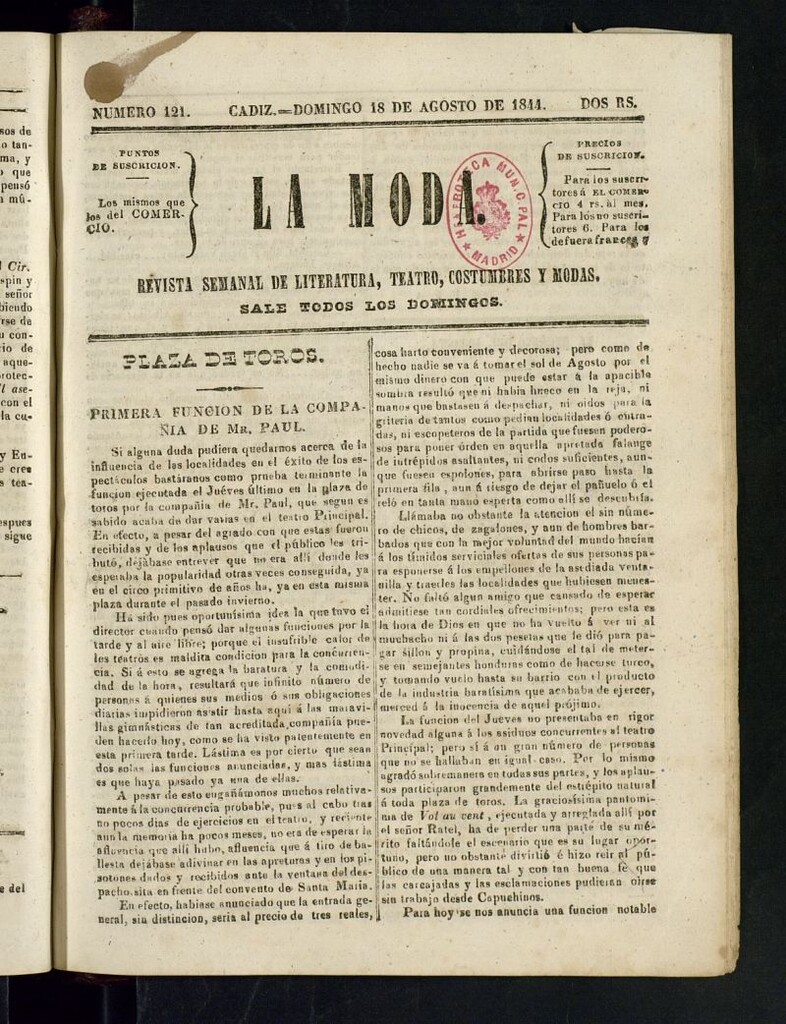 NUMERO 121. CADIZ.=DOMINGO 18 DE AGOSTO DE 1844. DOS RS.
PUNTOS
DE SUSCRICION.
Los mismos que
los del COMER-
CIO.
LA MODA.
HEMEROTECA MUNICIPAL
★ MADRID ★
PRECIOS
DE SUSCRICION.
Para los suscri-
tores á EL COMER-
CIO 4 rs. al mes.
Para los no suscri-
tores 6. Para los
de fuera francos 7
REVISTA SEMANAL DE LITERATURA, TEATRO, COSTUMBRES Y MODAS.
SALE TODOS LOS DOMINGOS.
PLAZA DE TOROS.
PRIMERA FUNCION DE LA COMPA-
ÑIA DE MR. PAUL.
Si alguna duda pudiera quedarnos acerca de la
influencia de las localidades en el éxito de los es-
pectáculos bastáranos como prueba terminante la
funcion ejecutada el Juéves último en la plaza de
toros por la compañia de Mr. Paul, que segun es
sabido acaba de dar varias en el teatro Principal.
En efecto, a pesar del agrado con que estas fueron
recibidas y de los aplausos que el público les tri-
butó, dejábase entrever que no era allí donde les
esperaba la popularidad otras veces conseguida, ya
en el circo primitivo de años ha, ya en esta misma
plaza durante el pasado invierno.
Ha sido pues oportunísima idea la que tuvo el
director cuando pensó dar algunas funciones por la
tarde y al aire libre; porque el insufrible calor de
los teatros es maldita condicion para la concurren-
cia. Si á esto se agrega la baratura y la comodi-
dad de la hora, resultará que infinito número de
personas á quienes sus medios ó sus obligaciones
diarias impidieron asistir hasta aquí á las maravi-
llas gimnásticas de tan acreditada compañía pue-
den hacerlo hoy, como se ha visto patentemente en
esta primera tarde. Lástima es por cierto que sean
dos solas las funciones anunciadas, y mas lástima
es que haya pasado ya una de ellas.
A pesar de esto engañámonos muchos relativa-
mente á la concurrencia probable, pues al cabo tras
no pocos dias de ejercicios en el teatro, y reciente
aun la memoria ha pocos meses, no era de esperar la
afluencia que allí hubo, afluencia que á tiro de ba-
llesta dejábase adivinar en las apreturas y en los pi-
sotones dados y recibidos ante la ventana del des-
pacho sita en frente del convento de Santa Maria.
En efecto, habíase anunciado que la entrada ge-
neral, sin distincion, seria al precio de tres reales,
cosa harto conveniente y decorosa; pero como de
hecho nadie se va á tomar el sol de Agosto por el
mismo dinero con que puede estar á la apacible
sombra resultó que ni habia hueco en la reja, ni
manos que bastasen á despachar, ni oidos para la
griteria de tantos como pedian localidades ó entra-
das, ni escopeteros de la partida que fuesen podero-
sos para poner órden en aquella apretada falange
de intrépidos asaltantes, ni codos suficientes, aun-
que fuesen espolones, para abrirse paso hasta la
primera fila, aun á riesgo de dejar el pañuelo ó el
reló en tanta mano esperta como allí se descubria.
Llámaba no obstante la atencion el sin número
de chicos, de zagalones, y aun de hombres bar-
bados que con la mejor voluntad del mundo hacian
á los tímidos serviciales ofertas de sus personas pa-
ra esponerse á los empellones de la asediada venta-
nilla y traerles las localidades que hubiesen menes-
ter. No faltó algun amigo que cansado de esperar
admitiese tan cordiales ofrecimientos; pero esta es
la hora de Dios en que no ha vuelto á ver ni al
muchacho ni á las dos pesetas que le dió para pa-
gar sillon y propina, cuidándose el tal de meter-
se en semejantes honduras como de hacerse turco,
y tomando vuelo hasta su barrio con el producto
de la industria baratísima que acababa de ejercer,
merced á la inocencia de aquel prójimo.
La funcion del Juéves no presentaba en rigor
novedad alguna á los asiduos concurrentes al teatro
Principal; pero sí á un gran número de personas
que no se hallaban en igual caso. Por lo mismo
agradó sobremanera en todas sus partes, y los aplau-
sos participaron grandemente del estrépito natural
á toda plaza de toros. La graciosísima pantomi-
ma de Vol au vent, ejecutada y arreglada allí por
el señor Ratel, ha de perder una parte de su mé-
rito faltándole el escenario que es su lugar opor-
tuno, pero no obstante divirtió é hizo reir al pú-
blico de una manera tal y con tan buena fé que
las carcajadas y las esclamaciones pudieran oirse
sin trabajo desde Capuchinos.
Para hoy se nos anuncia una funcion notable